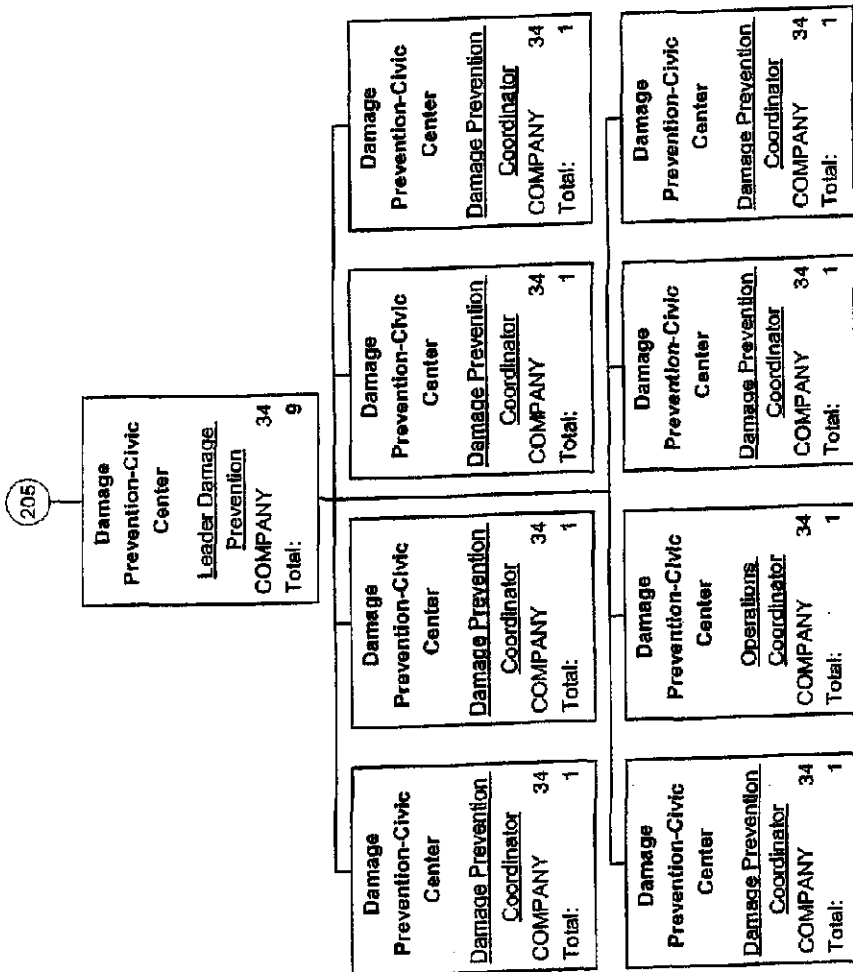 205
Damage
Prevention-Civic
Center
Leader Damage
Prevention
COMPANY 34
Total: 9
Damage
Prevention-Civic
Center
Damage Prevention
Coordinator
COMPANY 34
Total: 1
Damage
Prevention-Civic
Center
Damage Prevention
Coordinator
COMPANY 34
Total: 1
Damage
Prevention-Civic
Center
Damage Prevention
Coordinator
COMPANY 34
Total: 1
Damage
Prevention-Civic
Center
Damage Prevention
Coordinator
COMPANY 34
Total: 1
Damage
Prevention-Civic
Center
Damage Prevention
Coordinator
COMPANY 34
Total: 1
Damage
Prevention-Civic
Center
Operations
Coordinator
COMPANY 34
Total: 1
Damage
Prevention-Civic
Center
Damage Prevention
Coordinator
COMPANY 34
Total: 1
Damage
Prevention-Civic
Center
Damage Prevention
Coordinator
COMPANY 34
Total: 1